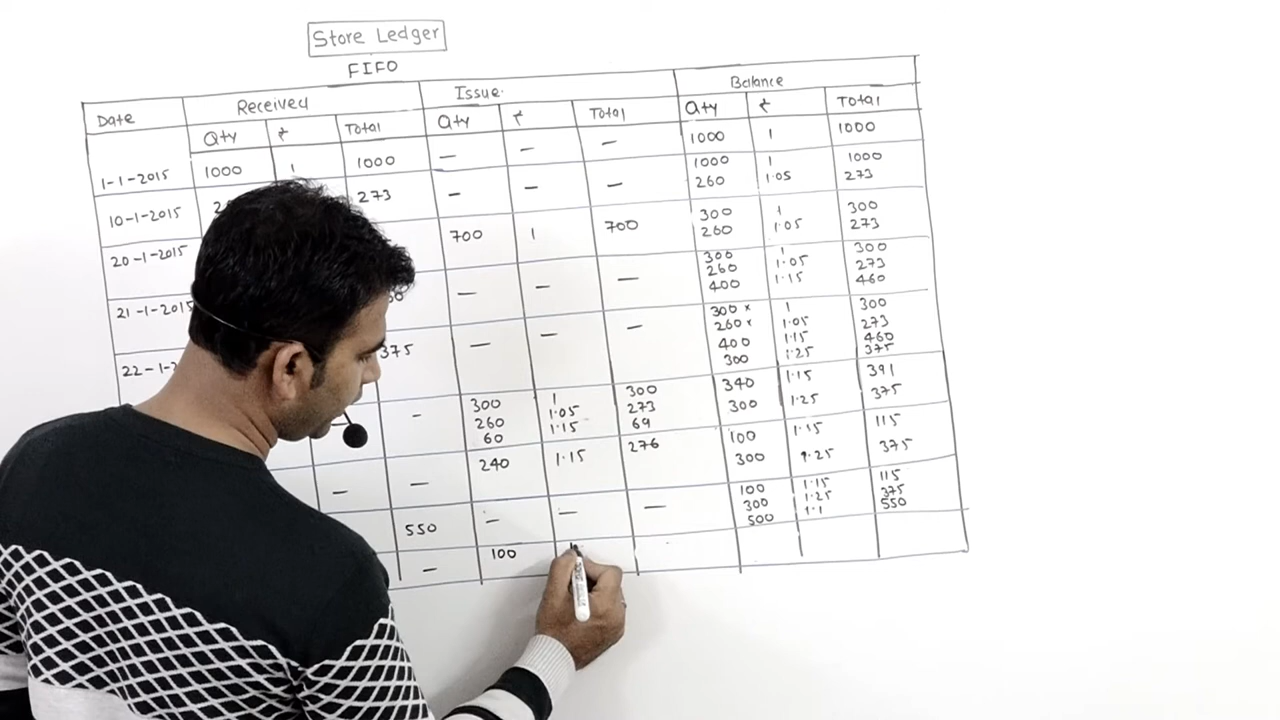 Store Ledger
FIFO
Date Received Issue Balance
Qty ₹ Total Qty ₹ Total Qty ₹ Total
1-1-2015 1000 1 1000 — — — 1000 1 1000
10-1-2015 273 — — — 1000 1 1000
260 1.05 273
20-1-2015 700 1 700 300 1 300
260 1.05 273
21-1-2015 — — — 300 1 300
260 1.05 273
400 1.15 460
375 — — — 300 × 1 300
260 × 1.05 273
400 1.15 460
300 1.25 375
- 300 1 300 340 1.15 391
260 1.05 273 300 1.25 375
60 1.15 69
— — 240 1.15 276 100 1.15 115
300 1.25 375
550 — — — 100 1.15 115
300 1.25 375
500 1.1 550
— 100